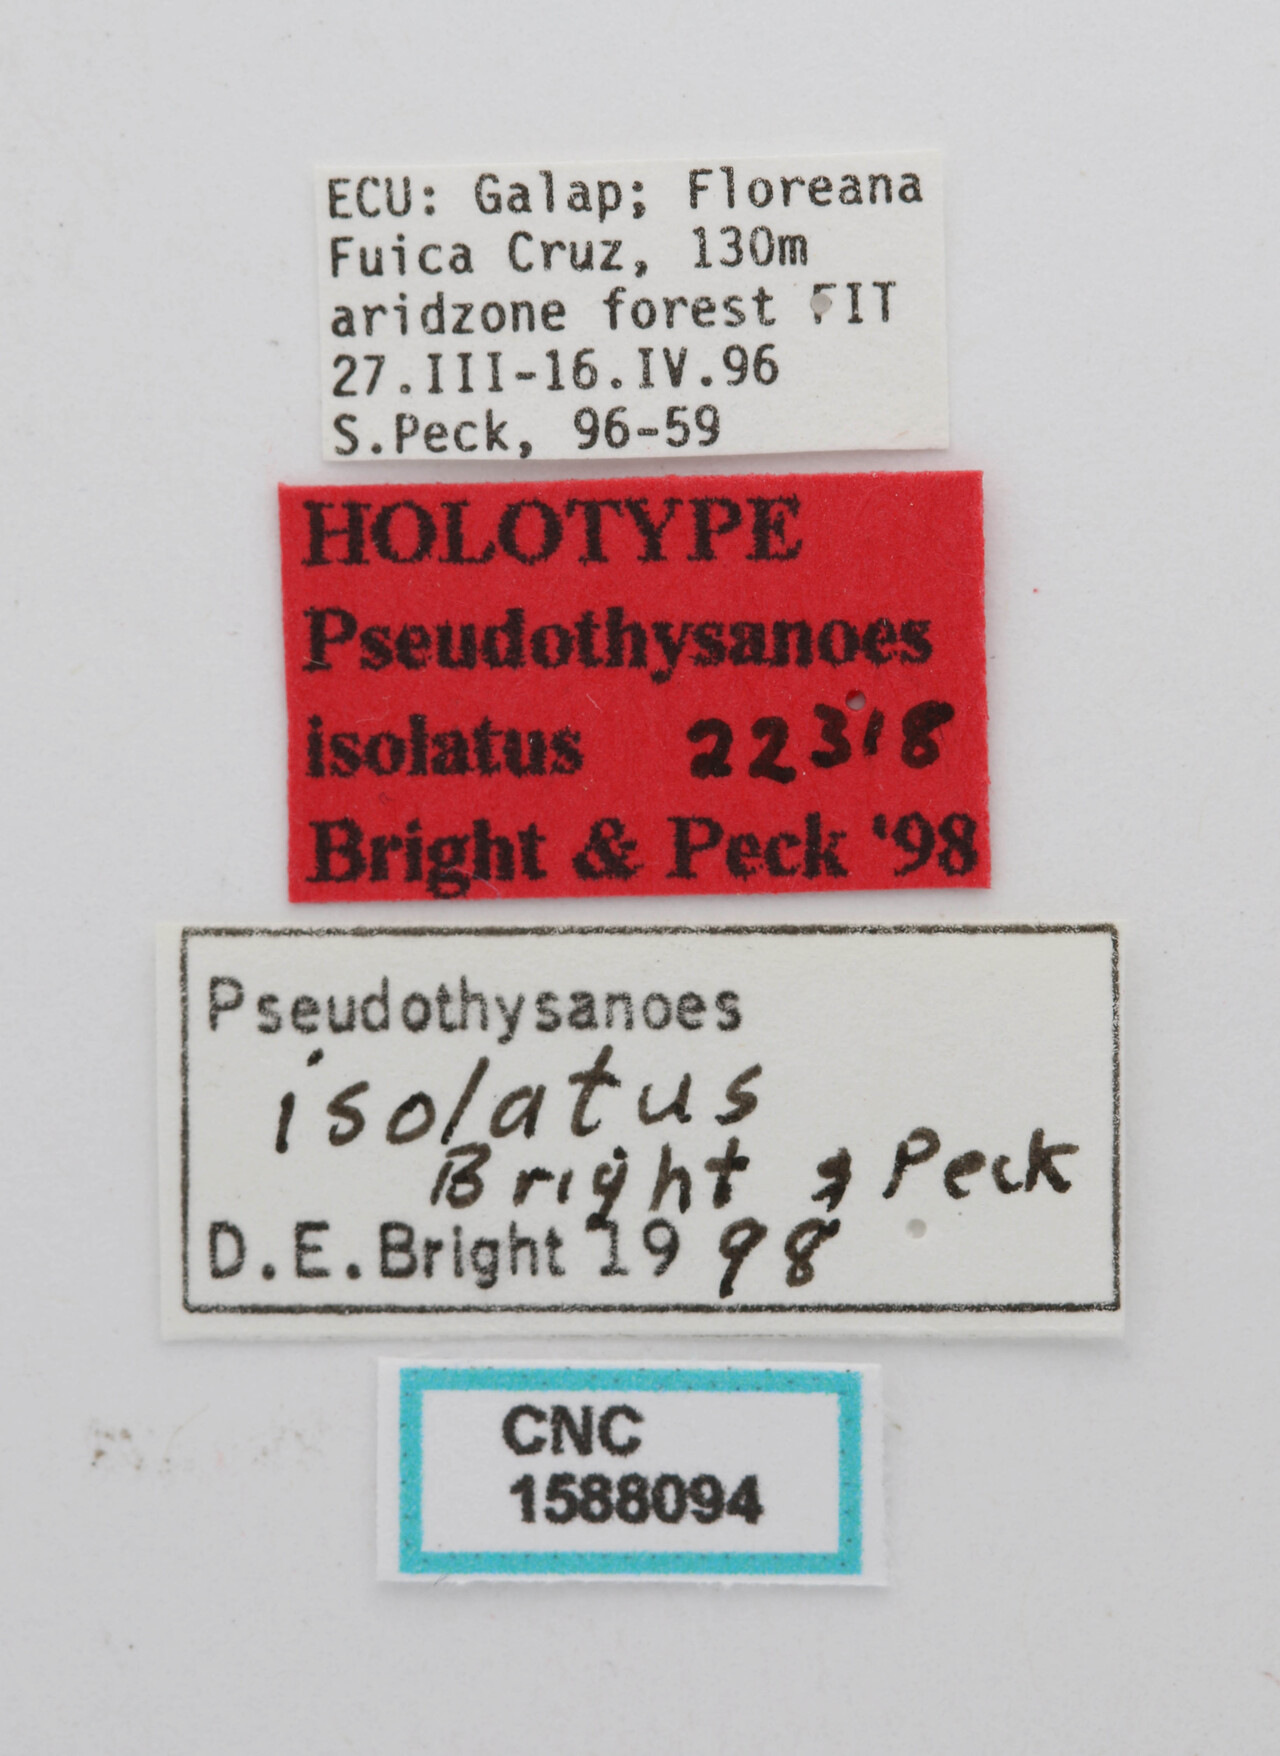 ECU: Galap; Floreana
Fuica Cruz, 130m
aridzone forest FIT
27.III-16.IV.96
S.Peck, 96-59
HOLOTYPE
Pseudothysanoes
isolatus 22318
Bright & Peck '98
Pseudothysanoes
isolatus
Bright & Peck
D.E.Bright 1998
CNC
1588094